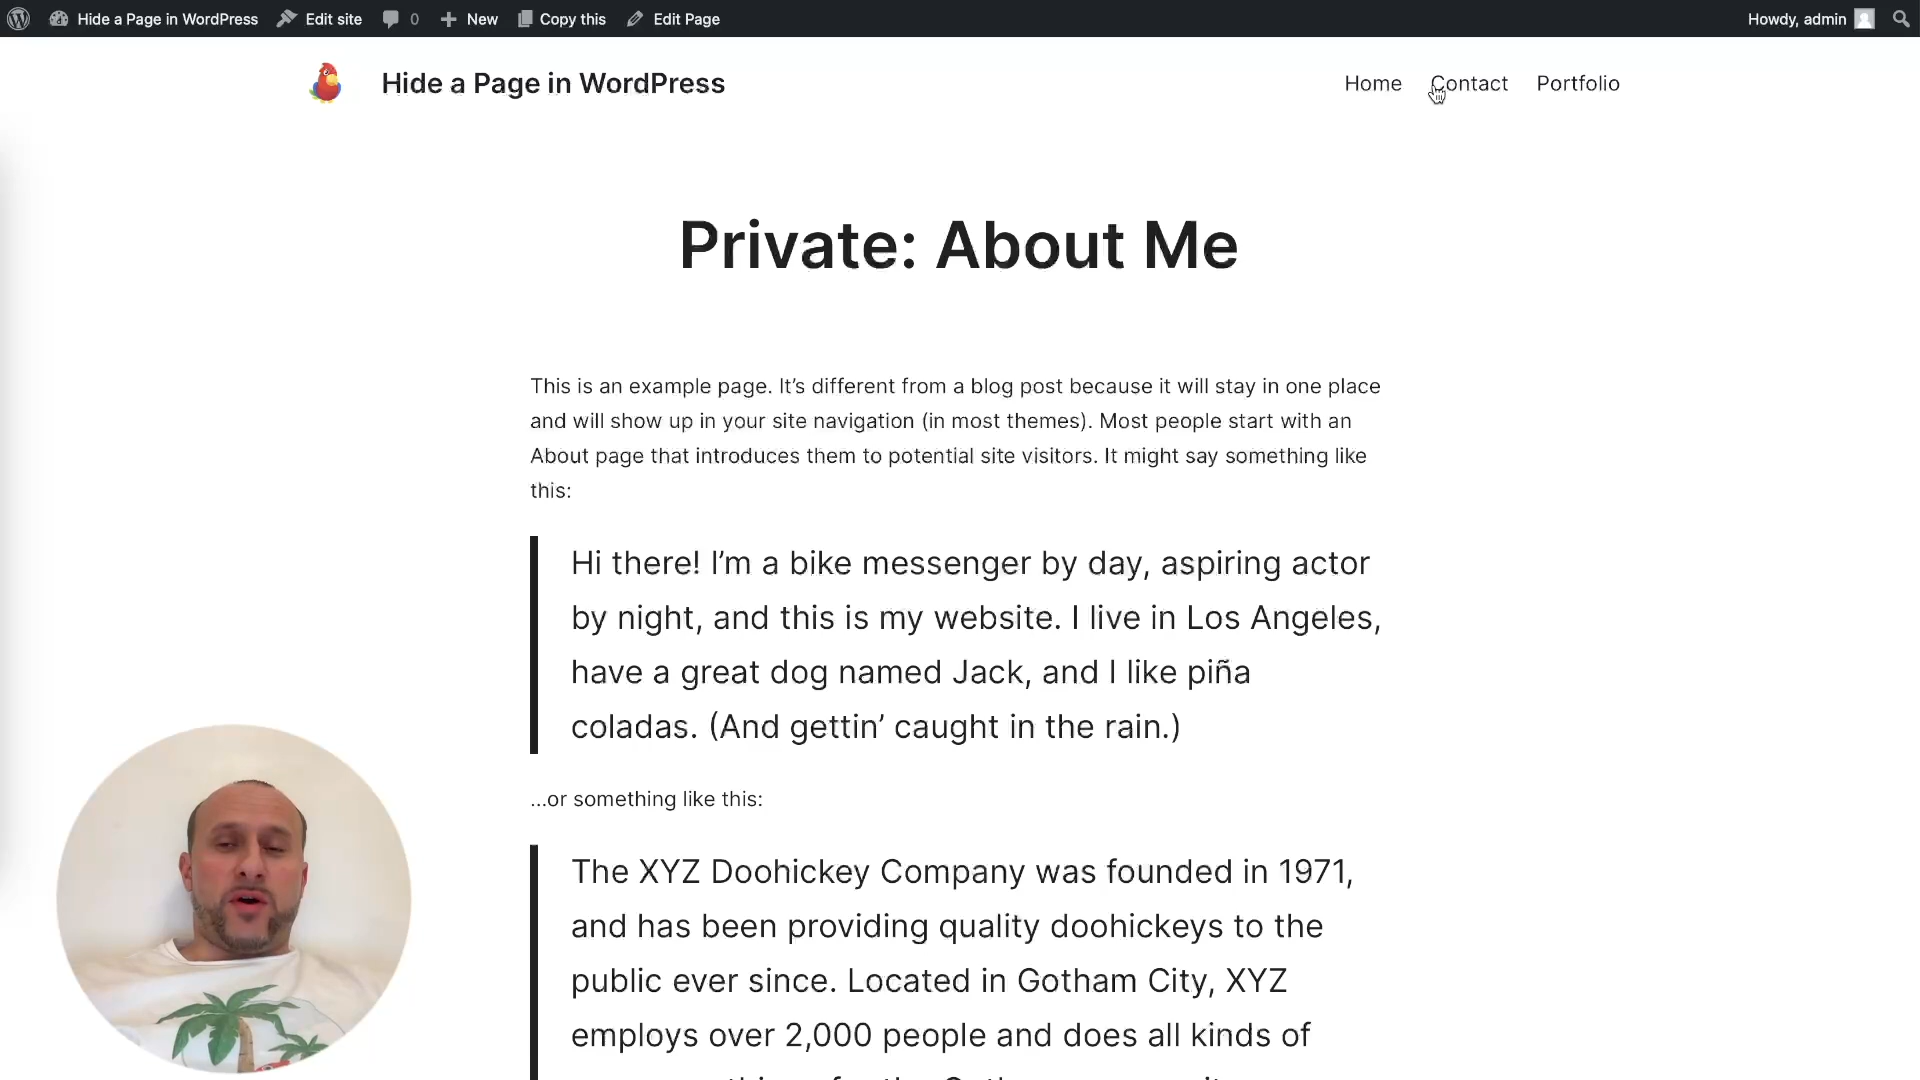 Hide a Page in WordPress Edit site 0 New Copy this Edit Page Howdy, admin
Hide a Page in WordPress Home Contact Portfolio
Private: About Me
This is an example page. It’s different from a blog post because it will stay in one place
and will show up in your site navigation (in most themes). Most people start with an
About page that introduces them to potential site visitors. It might say something like
this:
Hi there! I’m a bike messenger by day, aspiring actor
by night, and this is my website. I live in Los Angeles,
have a great dog named Jack, and I like piña
coladas. (And gettin’ caught in the rain.)
…or something like this:
The XYZ Doohickey Company was founded in 1971,
and has been providing quality doohickeys to the
public ever since. Located in Gotham City, XYZ
employs over 2,000 people and does all kinds of